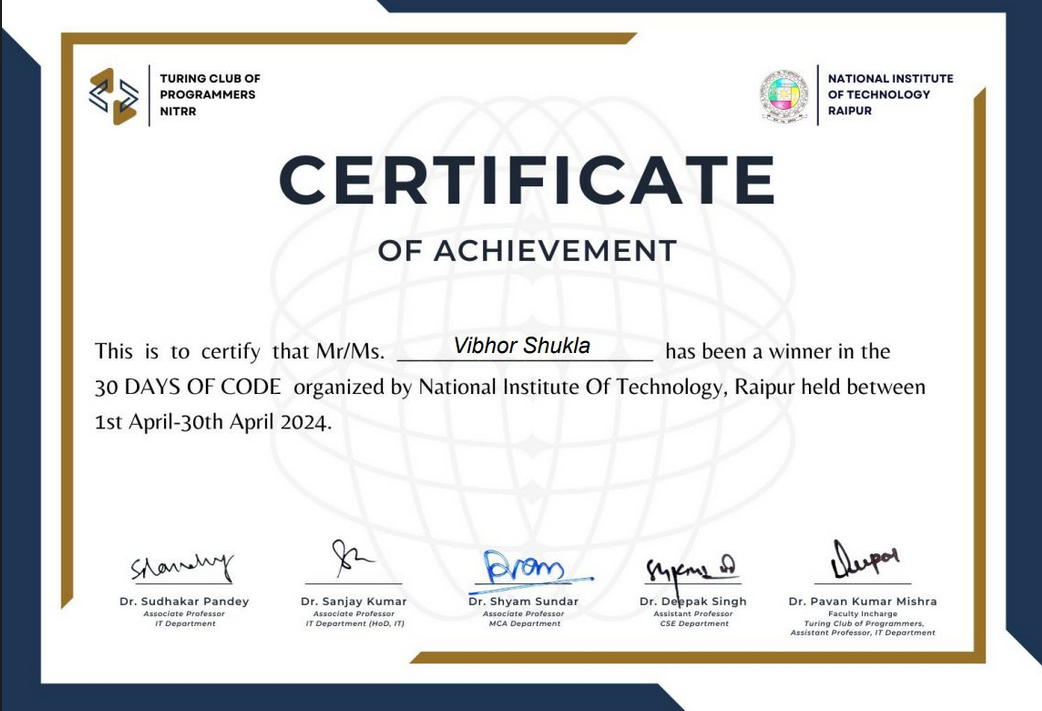 TURING CLUB OF
PROGRAMMERS
NITRR
NATIONAL INSTITUTE
OF TECHNOLOGY
RAIPUR
CERTIFICATE
OF ACHIEVEMENT
This is to certify that Mr/Ms. Vibhor Shukla has been a winner in the
30 DAYS OF CODE organized by National Institute Of Technology, Raipur held between
1st April-30th April 2024.
Dr. Sudhakar Pandey
Associate Professor
IT Department
Dr. Sanjay Kumar
Associate Professor
IT Department (HoD, IT)
Dr. Shyam Sundar
Associate Professor
MCA Department
Dr. Deepak Singh
Assistant Professor
CSE Department
Dr. Pavan Kumar Mishra
Faculty Incharge
Turing Club of Programmers,
Assistant Professor, IT Department